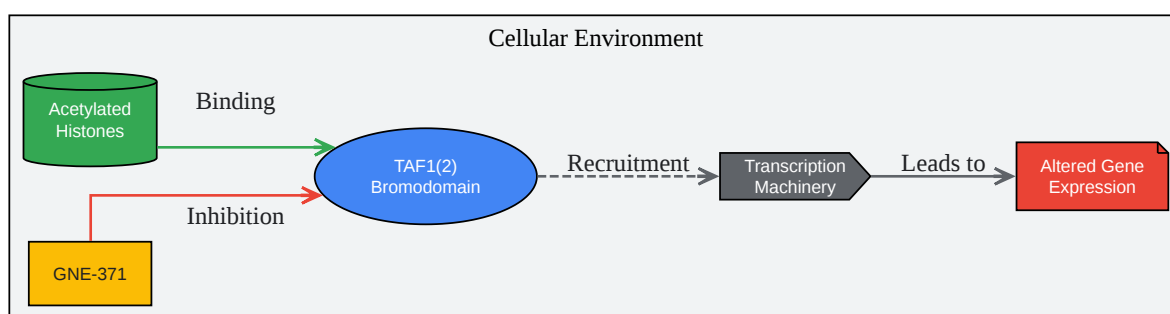 Cellular Environment
Acetylated
Histones
Binding
TAF1(2)
Bromodomain
Recruitment
Transcription
Machinery
Leads to
Altered Gene
Expression
Inhibition
GNE-371